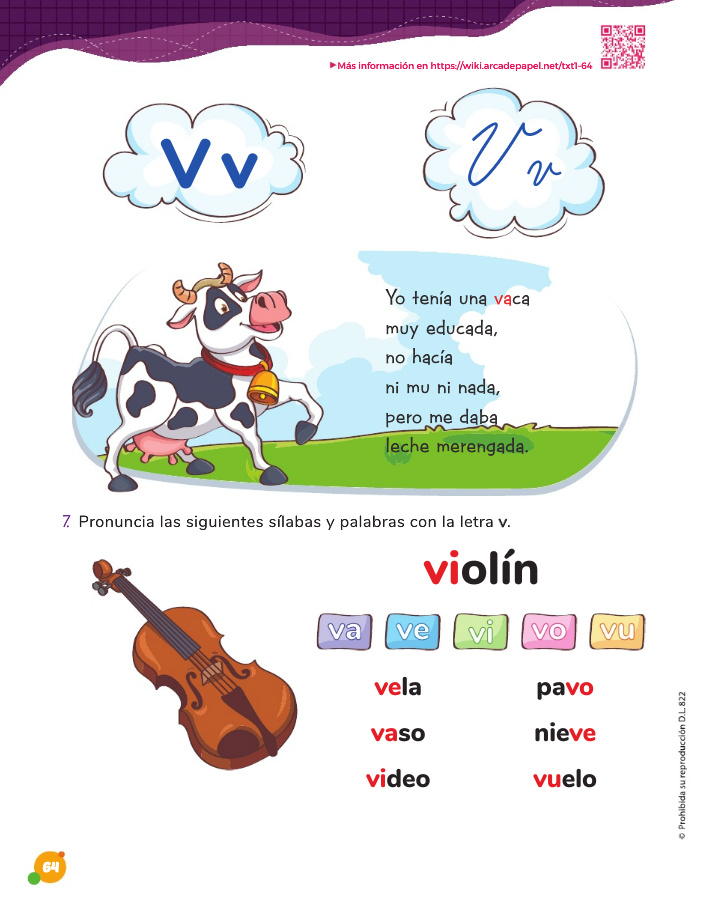 ▶Más información en https://wiki.arcadepapel.net/txt1-64
V v
V v
Yo tenía una vaca
muy educada,
no hacía
ni mu ni nada,
pero me daba
leche merengada.
7. Pronuncia las siguientes sílabas y palabras con la letra v.
violín
va ve vi vo vu
vela pavo
vaso nieve
video vuelo
© Prohibida su reproducción D.L. 822
64